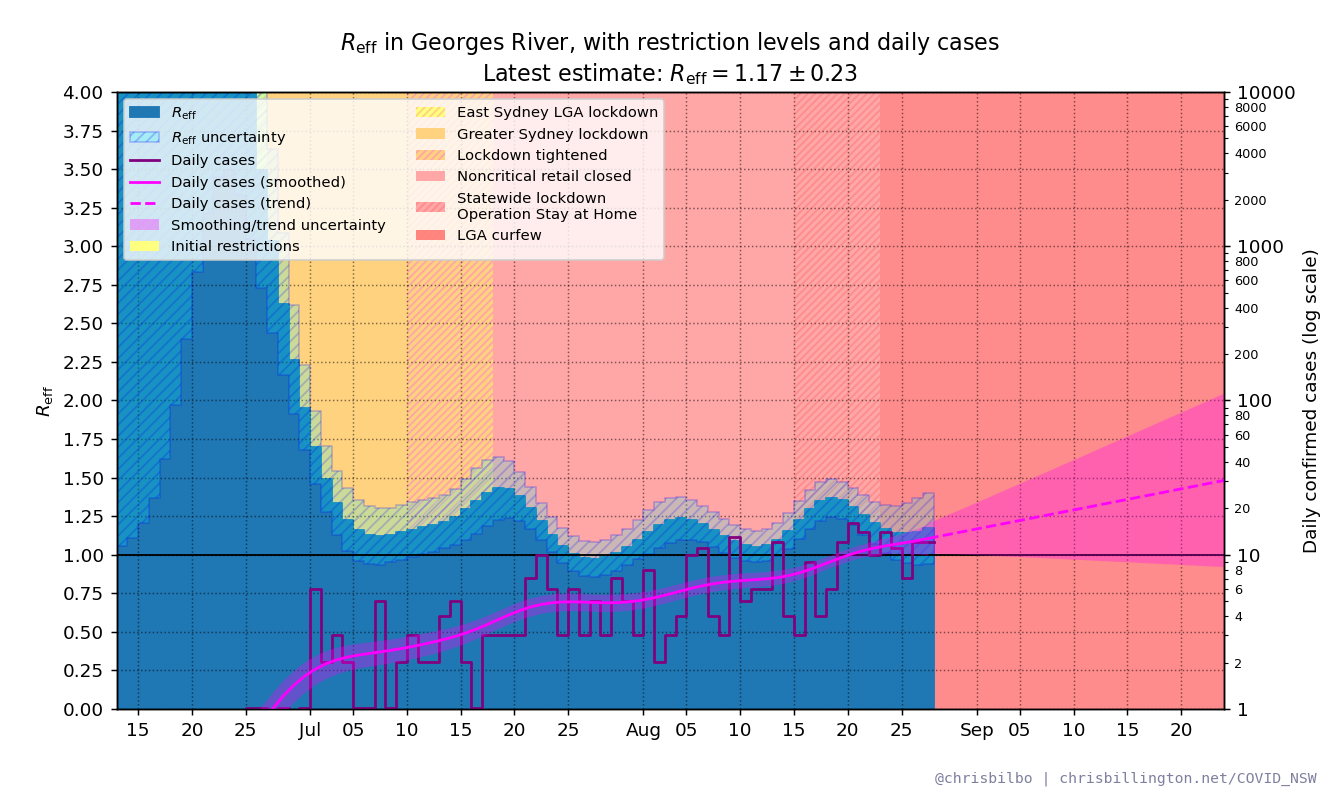 Reff in Georges River, with restriction levels and daily cases
Latest estimate: Reff = 1.17 ± 0.23
Reff
Reff uncertainty
Daily cases
Daily cases (smoothed)
Daily cases (trend)
Smoothing/trend uncertainty
Initial restrictions
East Sydney LGA lockdown
Greater Sydney lockdown
Lockdown tightened
Noncritical retail closed
Statewide lockdown
Operation Stay at Home
LGA curfew
4.00
3.75
3.50
3.25
3.00
2.75
2.50
2.25
2.00
1.75
1.50
1.25
1.00
0.75
0.50
0.25
0.00
Reff
10000
8000
6000
4000
2000
1000
800
600
400
200
100
80
60
40
20
10
8
6
4
2
1
Daily confirmed cases (log scale)
15 20 25 Jul 05 10 15 20 25 Aug 05 10 15 20 25 Sep 05 10 15 20
@chrisbilbo | chrisbillington.net/COVID_NSW